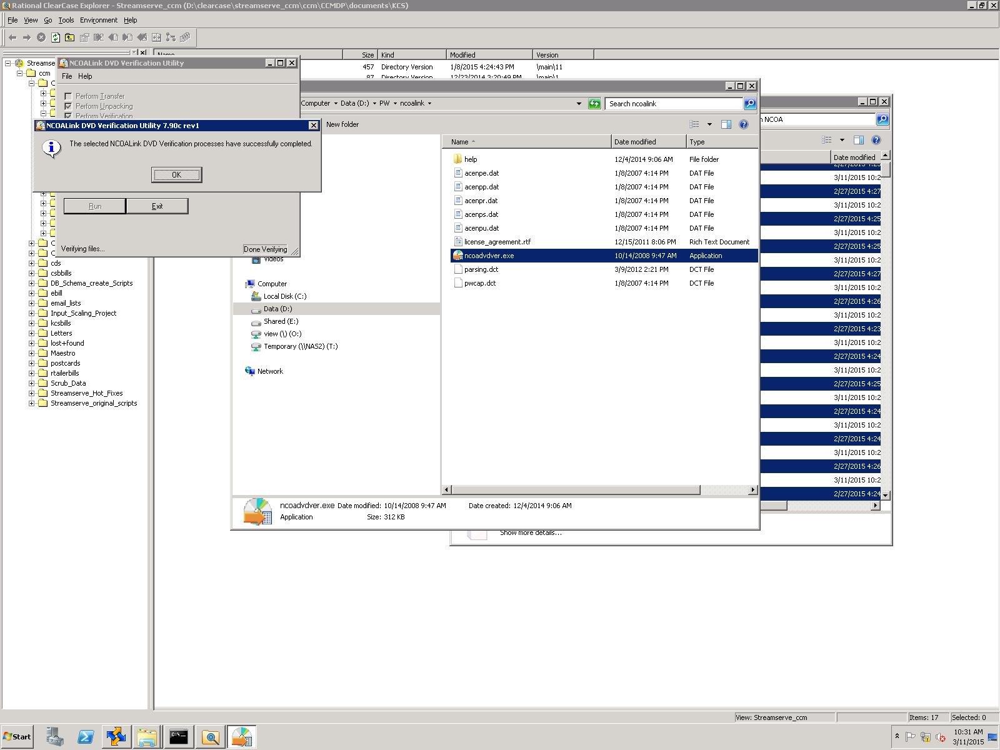 Rational ClearCase Explorer - Streamserve_ccm (D:\clearcase\streamserve_ccm\ccm\CCMDP\documents\KCS)
File View Go Tools Environment Help
Name Size Kind Modified Version
457 Directory Version 1/8/2015 4:24:43 PM \main\11
87 Directory Version 12/23/2014 3:20:49 PM \main\1
Streamse
ccm
C
C
C
cds
csbbills
DB_Schema_create_Scripts
ebill
email_lists
Input_Scaling_Project
kcsbills
Letters
lost+found
Maestro
postcards
rtailerbills
Scrub_Data
Streamserve_Hot_Fixes
Streamserve_original_scripts
NCOALink DVD Verification Utility
File Help
Perform Transfer
Perform Unpacking
Perform Verification
NCOALink DVD Verification Utility 7.90c rev1
The selected NCOALink DVD Verification processes have successfully completed.
OK
Run Exit
Verifying files... Done Verifying
Computer Data (D:) PW ncoalink
Search ncoalink
New folder
Videos
Computer
Local Disk (C:)
Data (D:)
Shared (E:)
view (\) (O:)
Temporary (\\NAS2) (T:)
Network
Name Date modified Type
help 12/4/2014 9:06 AM File folder
acenpe.dat 1/8/2007 4:14 PM DAT File
acenpp.dat 1/8/2007 4:14 PM DAT File
acenpr.dat 1/8/2007 4:14 PM DAT File
acenps.dat 1/8/2007 4:14 PM DAT File
acenpu.dat 1/8/2007 4:14 PM DAT File
license_agreement.rtf 12/15/2011 8:06 PM Rich Text Document
ncoadvdver.exe 10/14/2008 9:47 AM Application
parsing.dct 3/9/2012 2:21 PM DCT File
pwcap.dct 1/8/2007 4:14 PM DCT File
ncoadvdver.exe Date modified: 10/14/2008 9:47 AM Date created: 12/4/2014 9:06 AM
Application Size: 312 KB
NCOA
Date modified
2/27/2015 4:25
3/11/2015 10:2
2/27/2015 4:27
3/11/2015 10:2
2/27/2015 4:25
3/11/2015 10:2
2/27/2015 4:25
3/11/2015 10:2
2/27/2015 4:27
3/11/2015 10:2
2/27/2015 4:26
3/11/2015 10:2
2/27/2015 4:23
3/11/2015 10:2
2/27/2015 4:24
3/11/2015 10:2
2/27/2015 4:25
3/11/2015 10:2
2/27/2015 4:24
3/11/2015 10:2
2/27/2015 4:24
3/11/2015 10:2
2/27/2015 4:26
3/11/2015 10:2
2/27/2015 4:24
Show more details...
View: Streamserve_ccm Items: 17 Selected: 0
Start
10:31 AM
3/11/2015